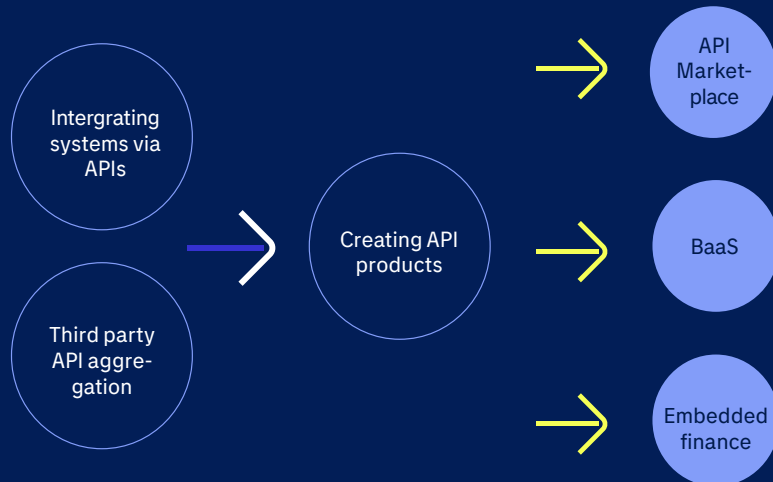 Intergrating
systems via
APIs
Third party
API aggre-
gation
Creating API
products
API
Market-
place
BaaS
Embedded
finance